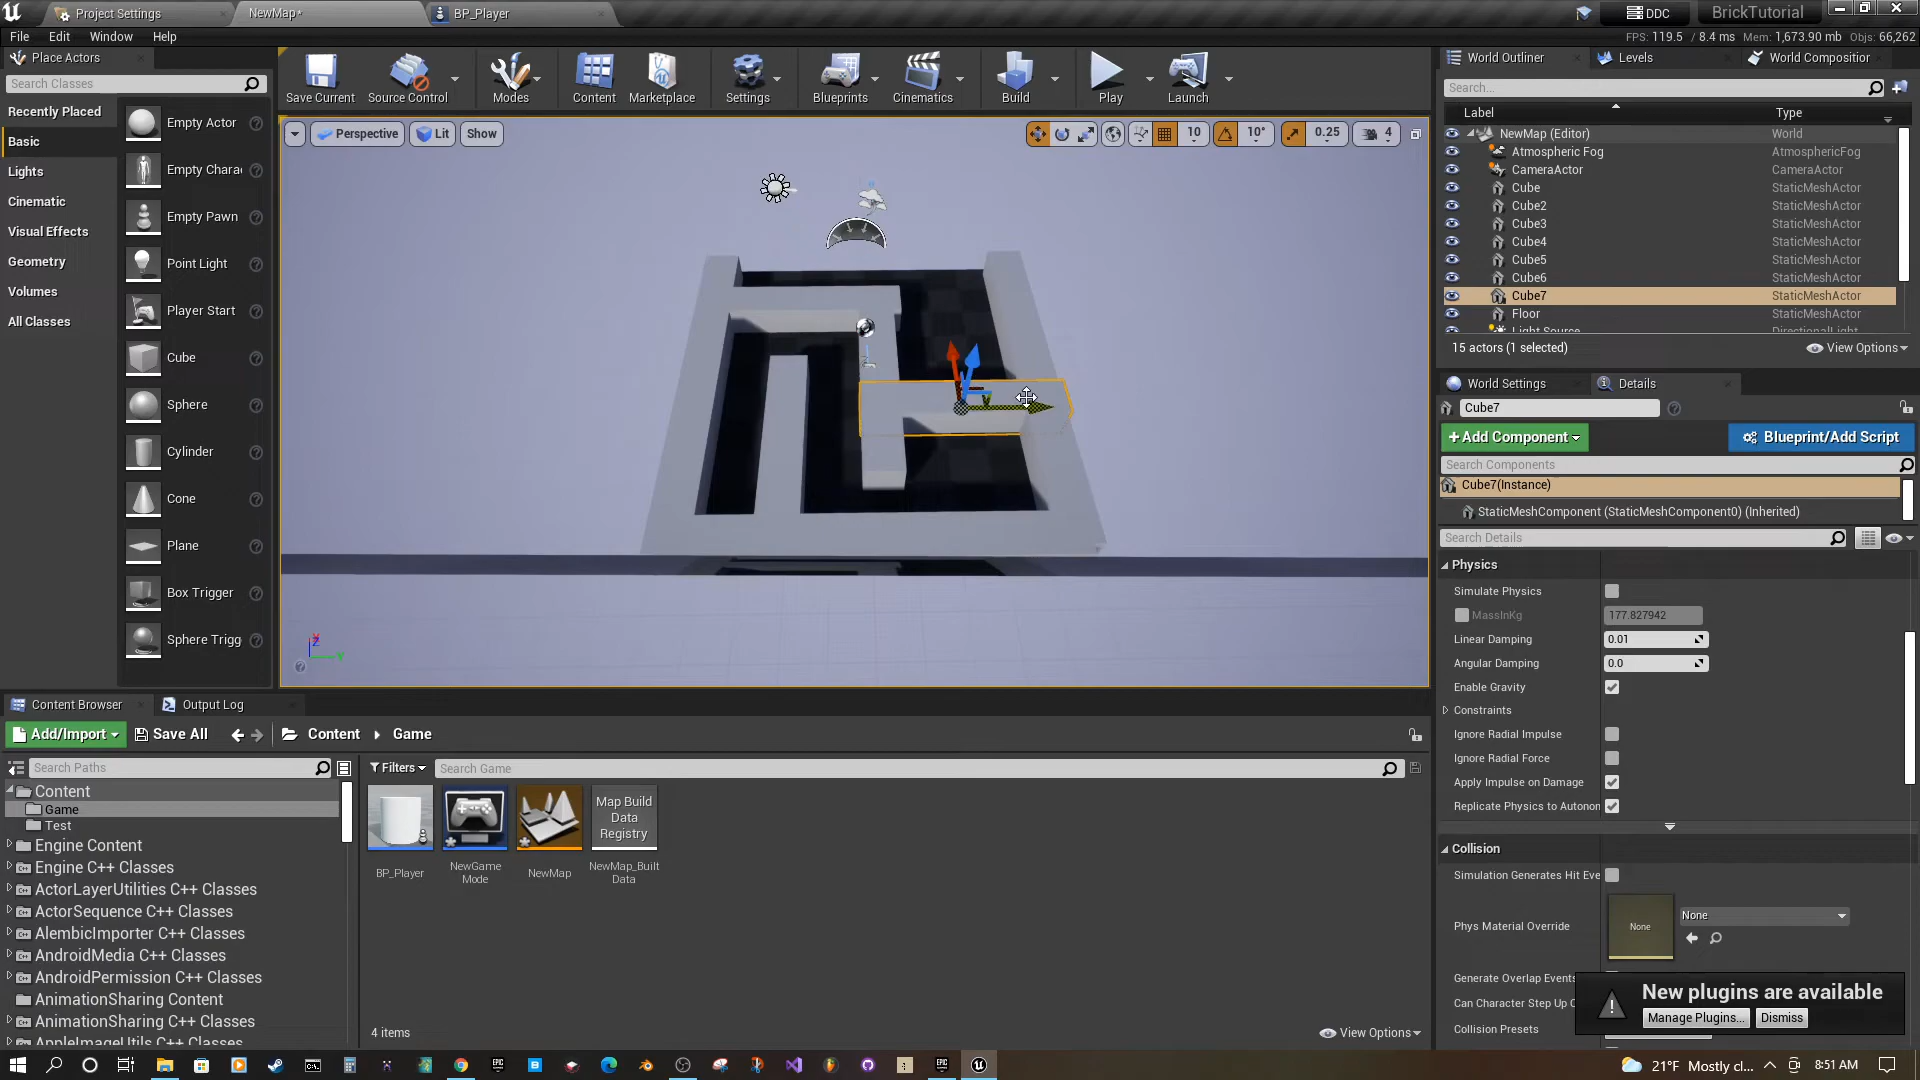 Project Settings
NewMap*
BP_Player
DDC
BrickTutorial
File Edit Window Help
FPS: 119.5 / 8.4 ms Mem: 1,673.90 mb Objs: 66,262
Place Actors
Search Classes
Recently Placed
Basic
Lights
Cinematic
Visual Effects
Geometry
Volumes
All Classes
Empty Actor
Empty Chara
Empty Pawn
Point Light
Player Start
Cube
Sphere
Cylinder
Cone
Plane
Box Trigger
Sphere Trigg
Save Current
Source Control
Modes
Content
Marketplace
Settings
Blueprints
Cinematics
Build
Play
Launch
Perspective Lit Show
10 10° 0.25 4
World Outliner
Levels
World Compositior
Search...
Label Type
NewMap (Editor) World
Atmospheric Fog AtmosphericFog
CameraActor CameraActor
Cube StaticMeshActor
Cube2 StaticMeshActor
Cube3 StaticMeshActor
Cube4 StaticMeshActor
Cube5 StaticMeshActor
Cube6 StaticMeshActor
Cube7 StaticMeshActor
Floor StaticMeshActor
Light Source DirectionalLight
15 actors (1 selected)
View Options
World Settings
Details
Cube7
+Add Component
Blueprint/Add Script
Search Components
Cube7(Instance)
StaticMeshComponent (StaticMeshComponent0) (Inherited)
Search Details
Physics
Simulate Physics
MassInKg 177.827942
Linear Damping 0.01
Angular Damping 0.0
Enable Gravity
Constraints
Ignore Radial Impulse
Ignore Radial Force
Apply Impulse on Damage
Replicate Physics to Autonon
Collision
Simulation Generates Hit Eve
Phys Material Override
None
None
Generate Overlap Events
Can Character Step Up
Collision Presets
New plugins are available
Manage Plugins...
Dismiss
Content Browser
Output Log
Add/Import
Save All
Content
Game
Search Paths
Filters
Search Game
Content
Game
Test
Engine Content
Engine C++ Classes
ActorLayerUtilities C++ Classes
ActorSequence C++ Classes
AlembicImporter C++ Classes
AndroidMedia C++ Classes
AndroidPermission C++ Classes
AnimationSharing Content
AnimationSharing C++ Classes
AppleImageUtils C++ Classes
BP_Player
NewGame
Mode
NewMap
Map Build
Data
Registry
NewMap_Built
Data
4 items
View Options
21°F Mostly cl...
8:51 AM